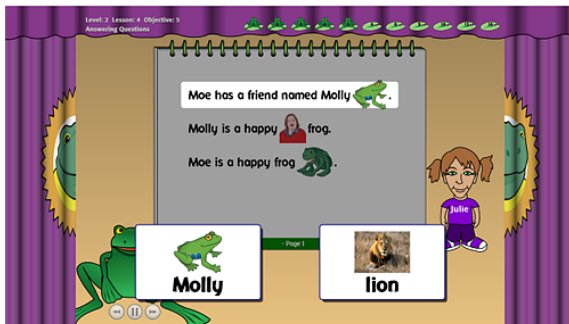 Level: 2 Lesson: 4 Objective: 5
Answering Questions
Moe has a friend named Molly .
Molly is a happy frog.
Moe is a happy frog .
Julie
- Page 1
Molly
lion